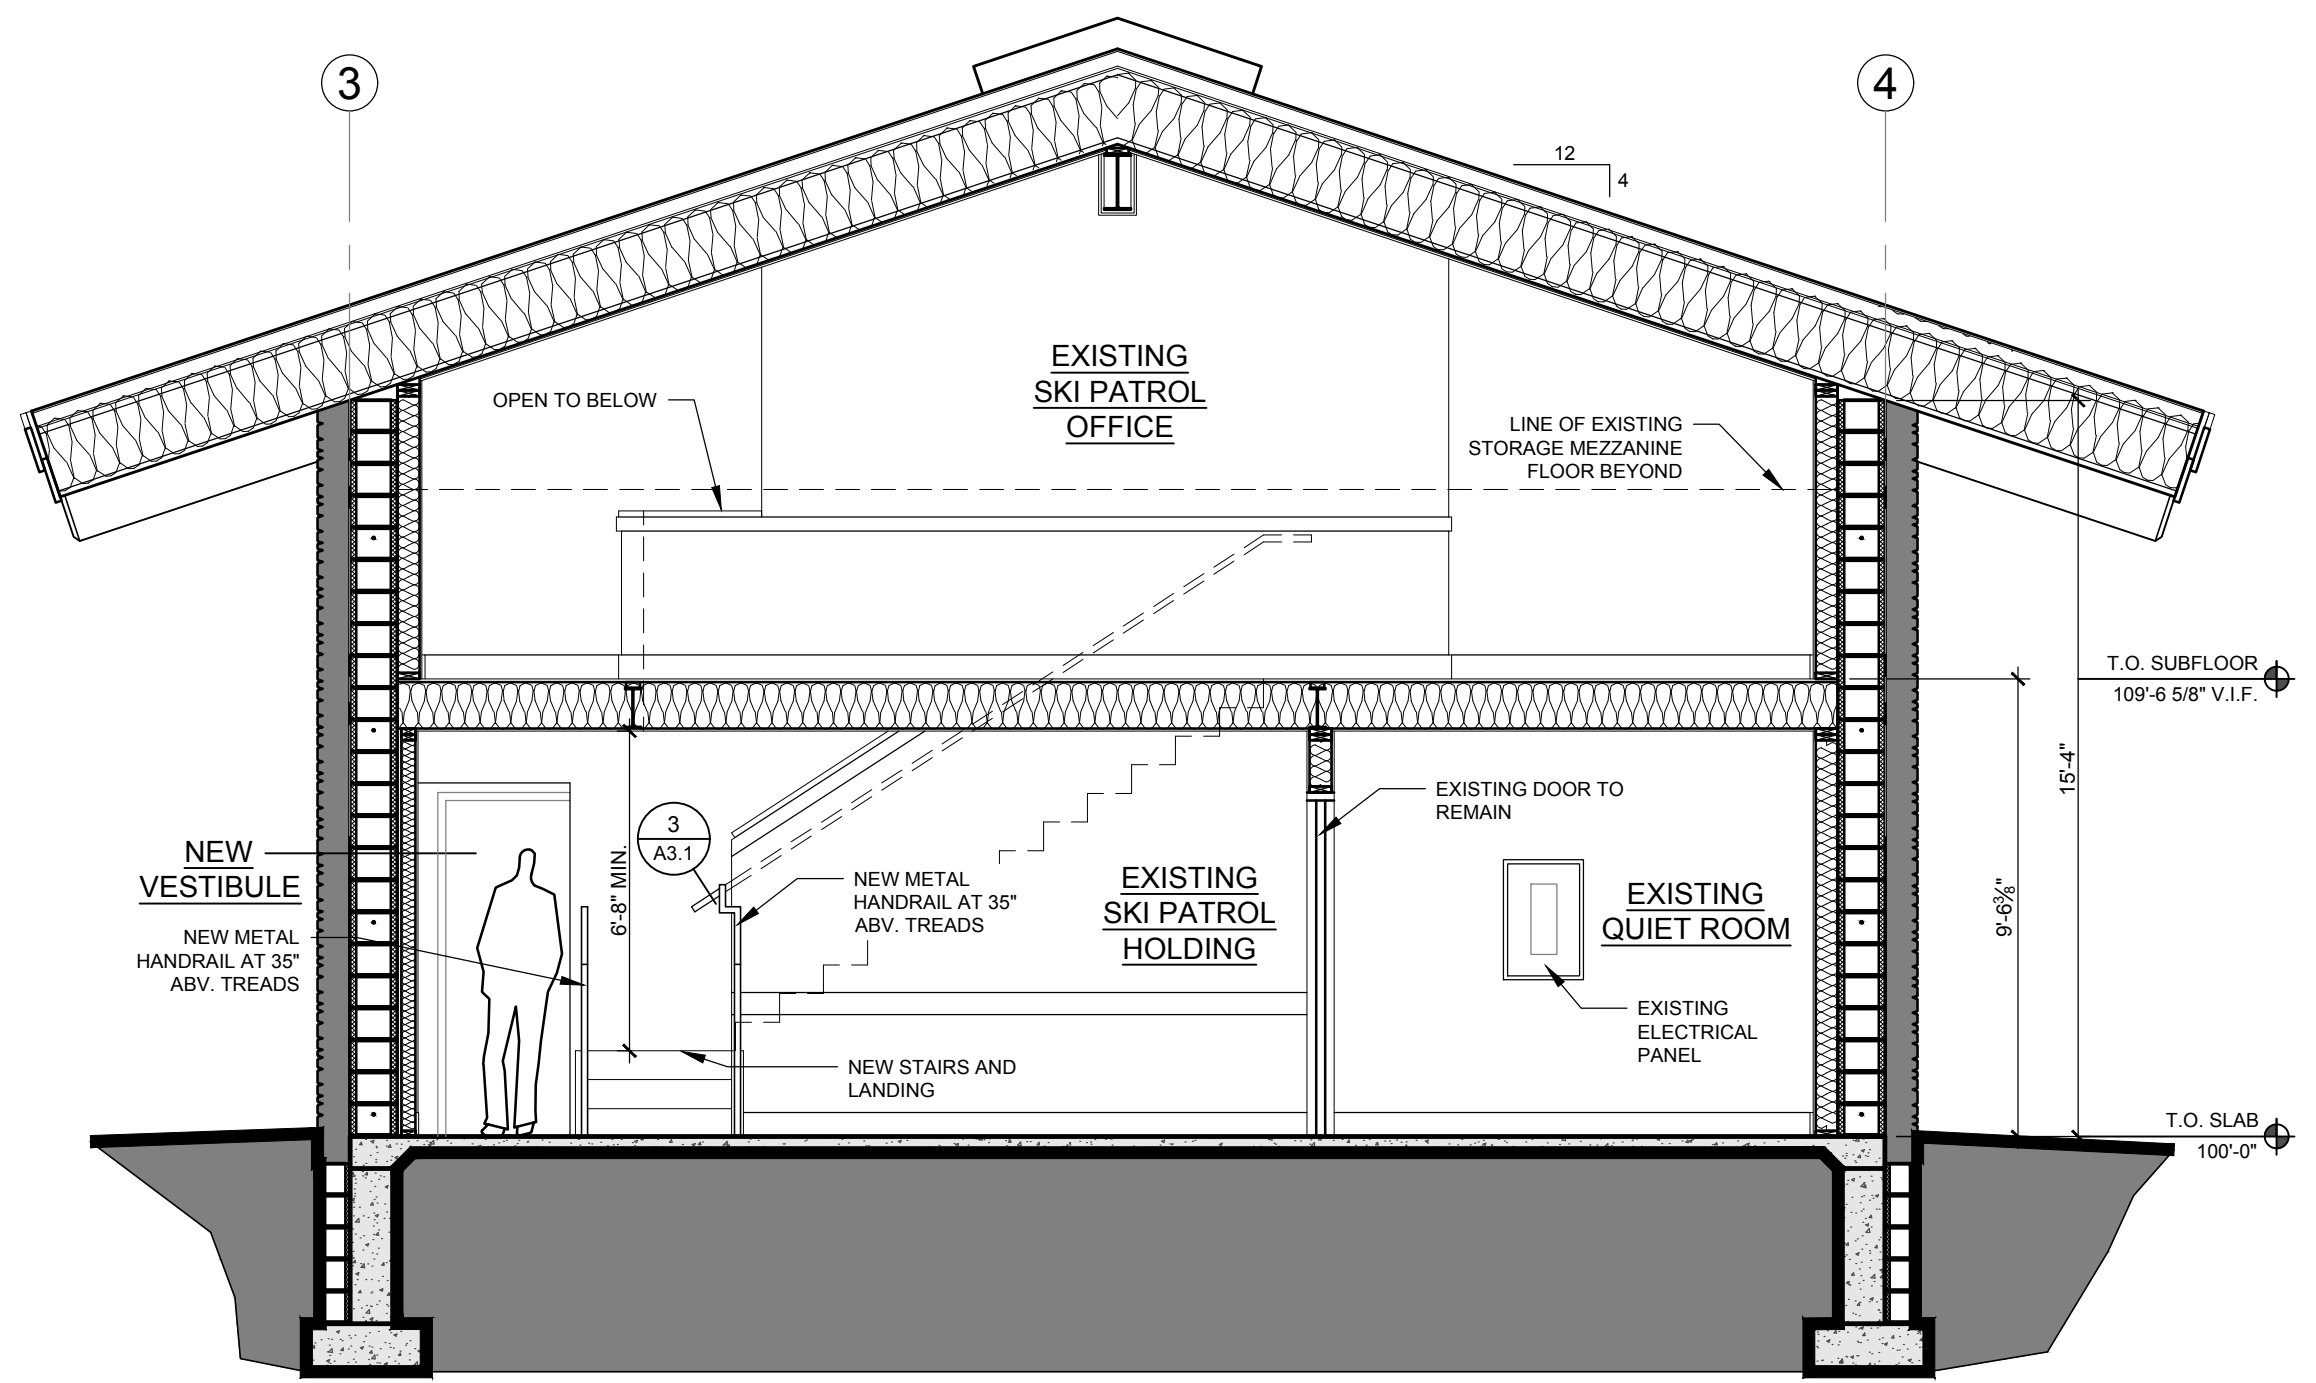 3
4
12
4
EXISTING
SKI PATROL
OFFICE
OPEN TO BELOW
LINE OF EXISTING
STORAGE MEZZANINE
FLOOR BEYOND
T.O. SUBFLOOR
109'-6 5/8" V.I.F.
15'-4"
9'-6⅜"
EXISTING DOOR TO
REMAIN
3
A3.1
6'-8" MIN.
NEW
VESTIBULE
NEW METAL
HANDRAIL AT 35"
ABV. TREADS
NEW METAL
HANDRAIL AT 35"
ABV. TREADS
EXISTING
SKI PATROL
HOLDING
EXISTING
QUIET ROOM
EXISTING
ELECTRICAL
PANEL
NEW STAIRS AND
LANDING
T.O. SLAB
100'-0"